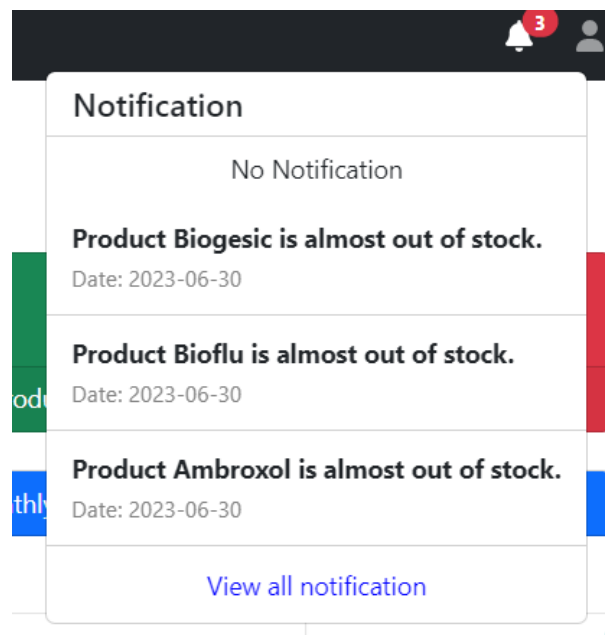 3
Notification
No Notification
Product Biogesic is almost out of stock.
Date: 2023-06-30
Product Bioflu is almost out of stock.
Date: 2023-06-30
odu
Product Ambroxol is almost out of stock.
thly
Date: 2023-06-30
View all notification